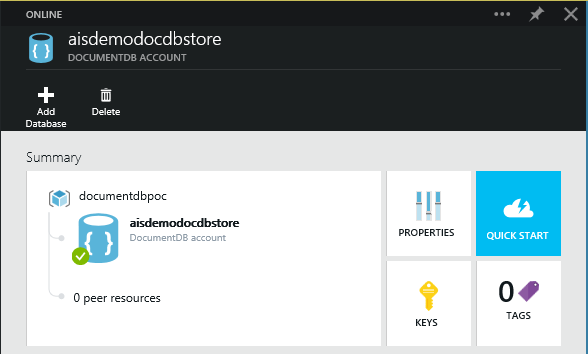 ONLINE
aisdemodocdbstore
DOCUMENTDB ACCOUNT
Add
Database
Delete
Summary
documentdbpoc
aisdemodocdbstore
DocumentDB account
0 peer resources
PROPERTIES
QUICK START
KEYS
0
TAGS